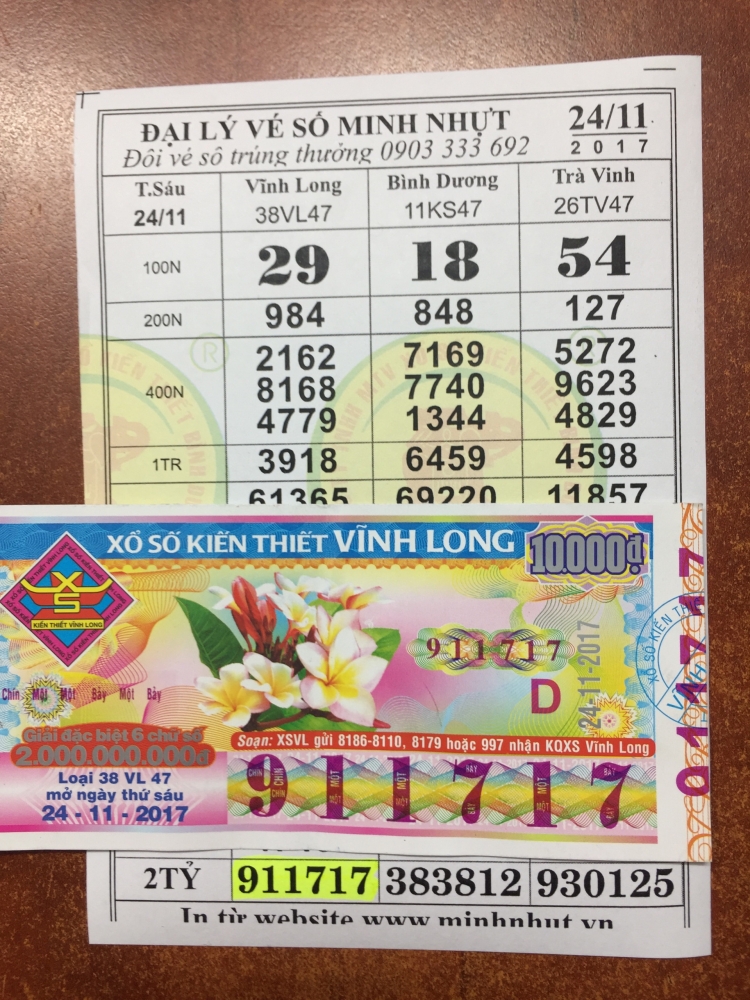 ĐẠI LÝ VÉ SỐ MINH NHỰT
24/11
2017
Đổi vé số trúng thưởng 0903 333 692
T.Sáu Vĩnh Long Bình Dương Trà Vinh
24/11 38VL47 11KS47 26TV47
100N 29 18 54
200N 984 848 127
2162 7169 5272
400N 8168 7740 9623
4779 1344 4829
1TR 3918 6459 4598
61365 69220 11857
XỔ SỐ KIẾN THIẾT VĨNH LONG 10.000đ
XS
KIẾN THIẾT VĨNH LONG
911717
D
24-11-2017
Chín Một Một Bảy Một Bảy
Giải đặc biệt 6 chữ số
2.000.000.000đ
Soạn: XSVL gửi 8186-8110, 8179 hoặc 997 nhận KQXS Vĩnh Long
Loại 38 VL 47
mở ngày thứ sáu
24 - 11 - 2017
911717
XỔ SỐ KIẾN THIẾT
2TỶ 911717 383812 930125
In từ website www.minhnhut.vn